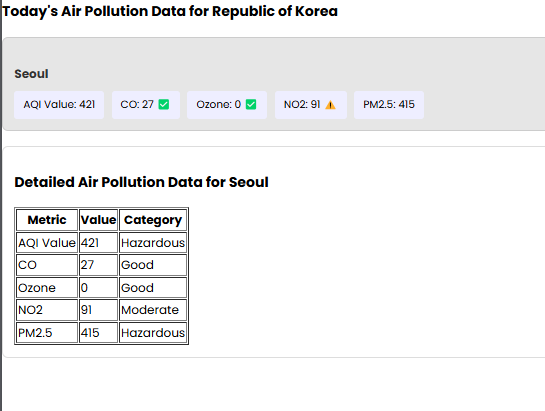 Today's Air Pollution Data for Republic of Korea
Seoul
AQI Value: 421 CO: 27 ✅ Ozone: 0 ✅ NO2: 91 ⚠️ PM2.5: 415
Detailed Air Pollution Data for Seoul
Metric Value Category
AQI Value 421 Hazardous
CO 27 Good
Ozone 0 Good
NO2 91 Moderate
PM2.5 415 Hazardous